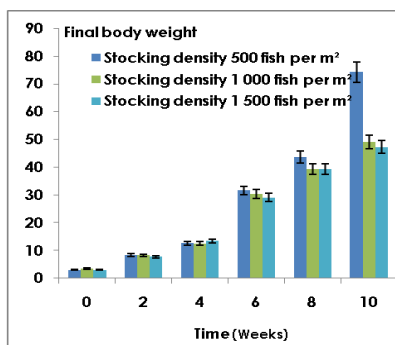 Final body weight
Stocking density 500 fish per m²
Stocking density 1 000 fish per m²
Stocking density 1 500 fish per m²
90
80
70
60
50
40
30
20
10
0
0 2 4 6 8 10
Time (Weeks)